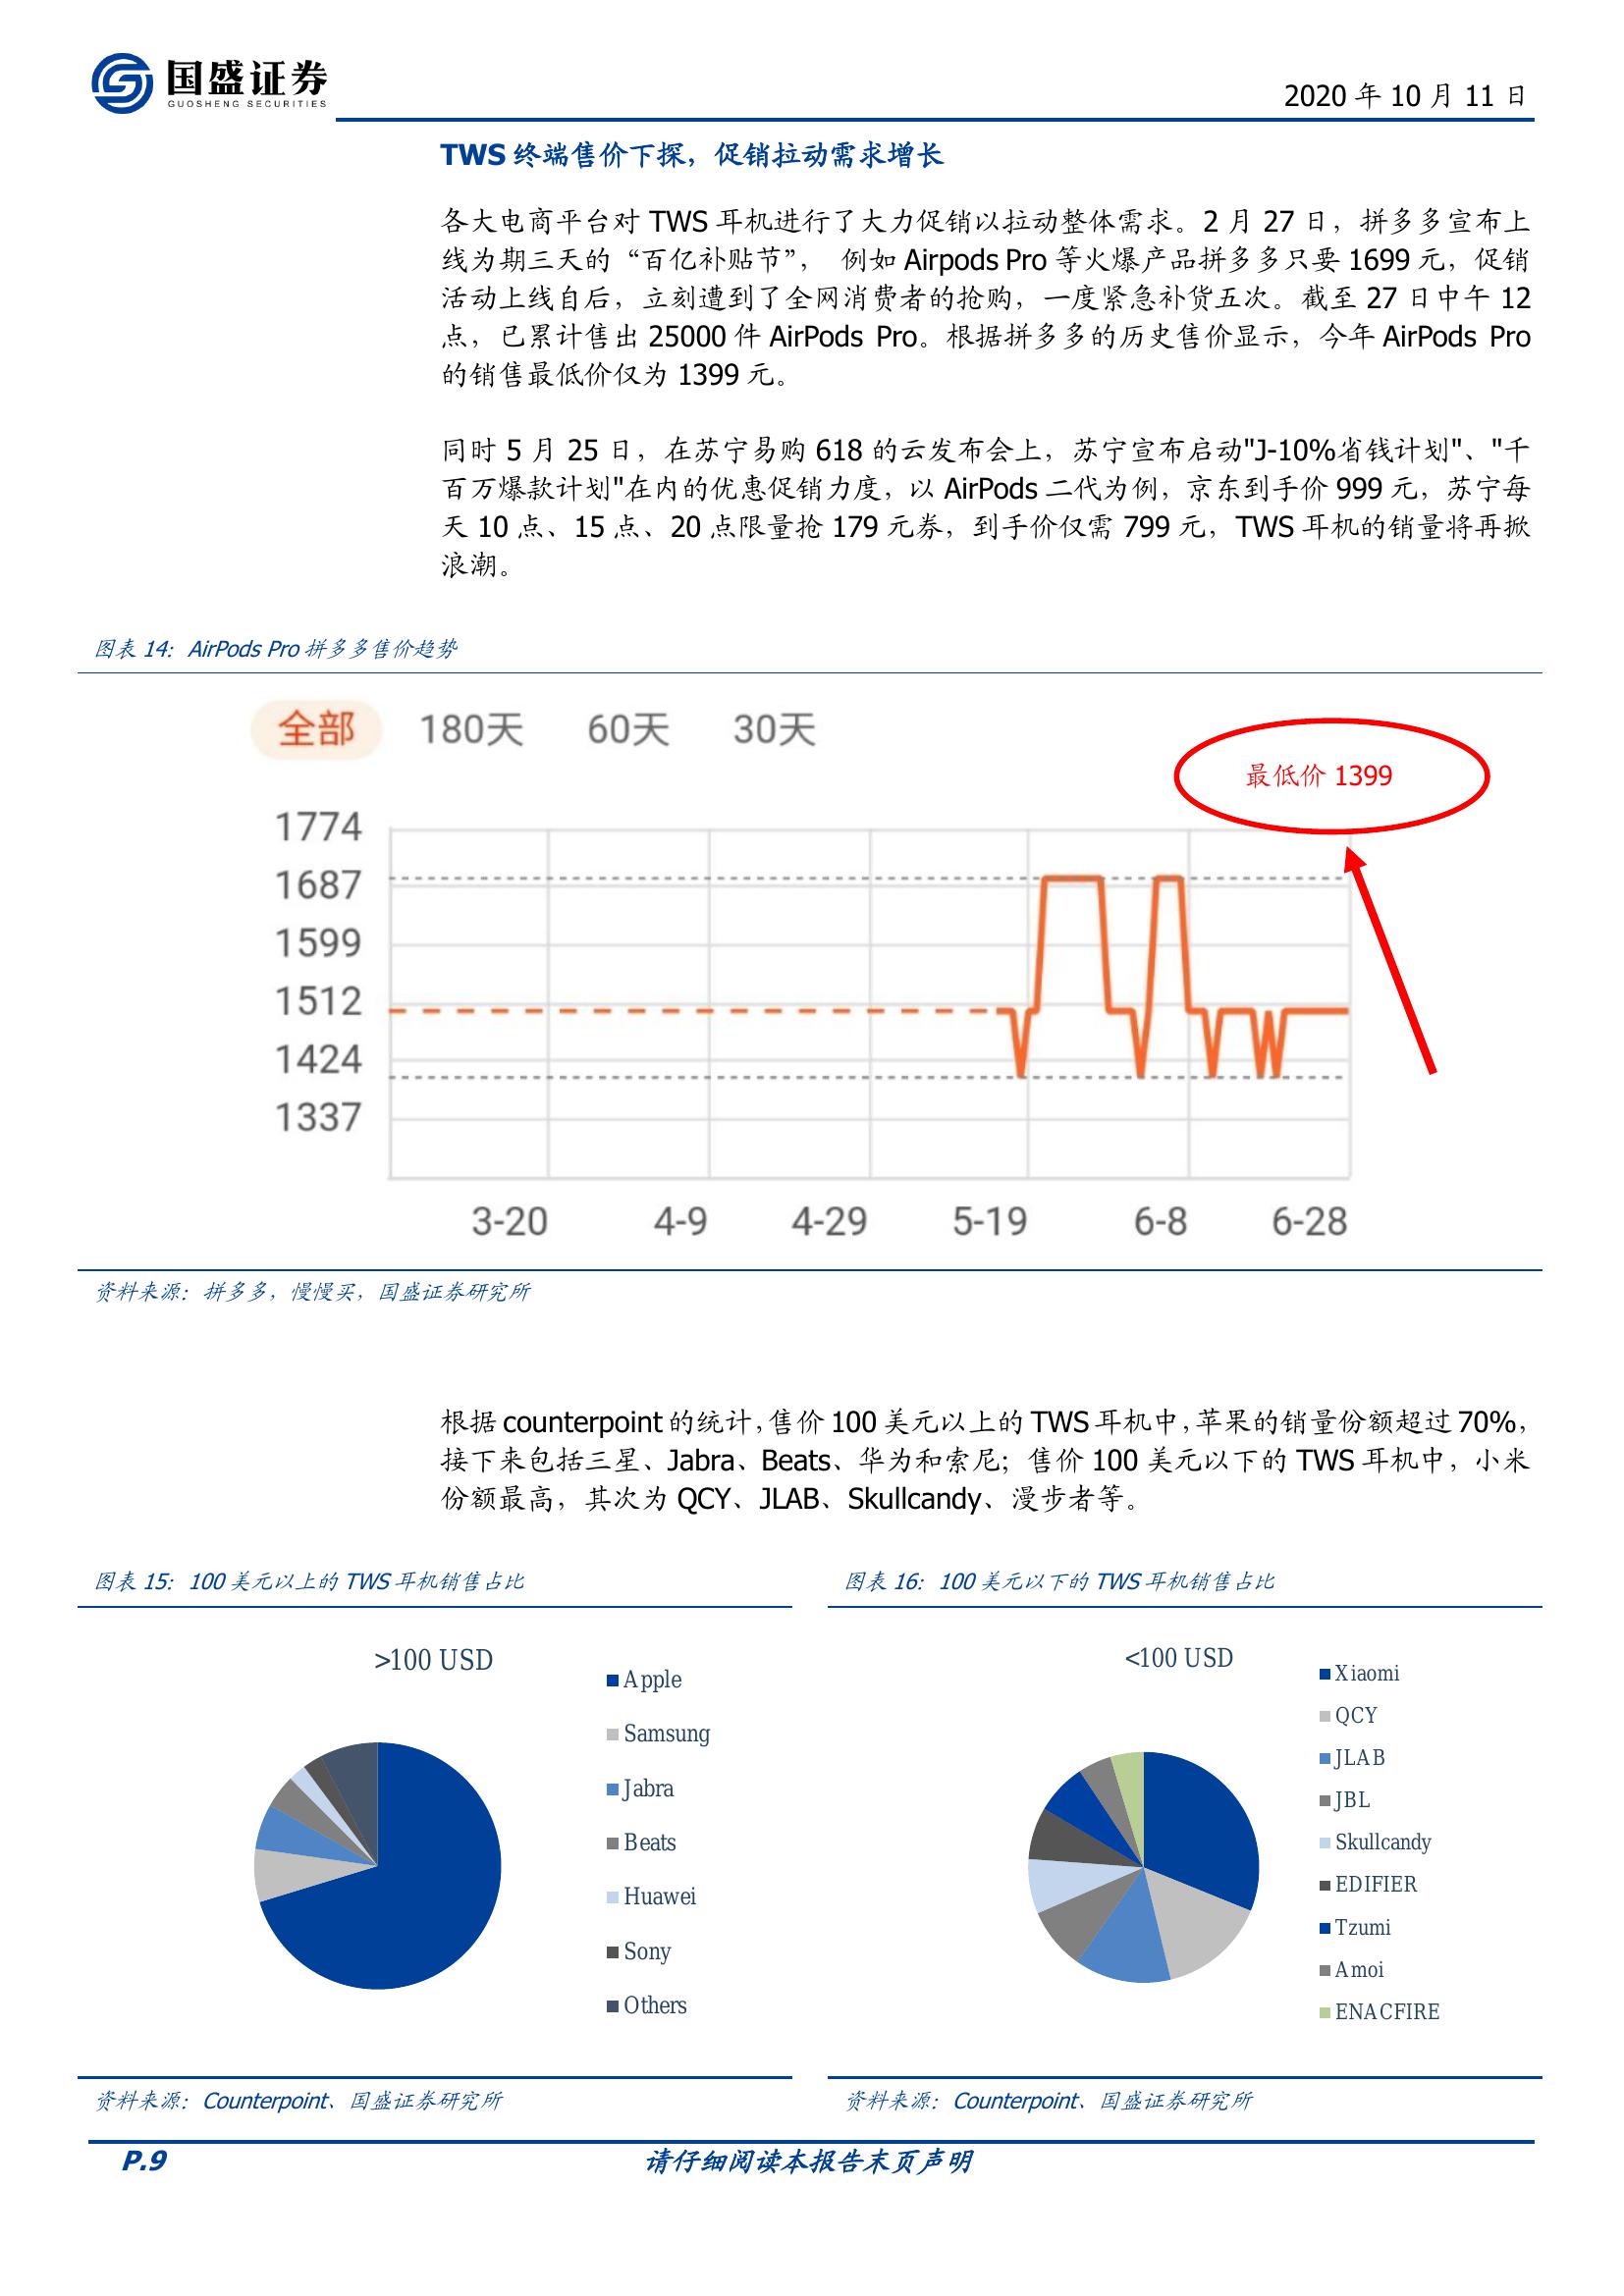 国盛证券
GUOSHENG SECURITIES
2020 年 10 月 11 日
TWS 终端售价下探，促销拉动需求增长
各大电商平台对 TWS 耳机进行了大力促销以拉动整体需求。2 月 27 日，拼多多宣布上
线为期三天的“百亿补贴节”， 例如 Airpods Pro 等火爆产品拼多多只要 1699 元，促销
活动上线自后，立刻遭到了全网消费者的抢购，一度紧急补货五次。截至 27 日中午 12
点，已累计售出 25000 件 AirPods Pro。根据拼多多的历史售价显示，今年 AirPods Pro
的销售最低价仅为 1399 元。
同时 5 月 25 日，在苏宁易购 618 的云发布会上，苏宁宣布启动"J-10%省钱计划"、"千
百万爆款计划"在内的优惠促销力度，以 AirPods 二代为例，京东到手价 999 元，苏宁每
天 10 点、15 点、20 点限量抢 179 元券，到手价仅需 799 元，TWS 耳机的销量将再掀
浪潮。
图表 14：AirPods Pro 拼多多售价趋势
全部 180天 60天 30天
最低价 1399
1774
1687
1599
1512
1424
1337
3-20 4-9 4-29 5-19 6-8 6-28
资料来源：拼多多，慢慢买，国盛证券研究所
根据 counterpoint 的统计，售价 100 美元以上的 TWS 耳机中，苹果的销量份额超过 70%，
接下来包括三星、Jabra、Beats、华为和索尼；售价 100 美元以下的 TWS 耳机中，小米
份额最高，其次为 QCY、JLAB、Skullcandy、漫步者等。
图表 15：100 美元以上的 TWS 耳机销售占比
>100 USD
Apple
Samsung
Jabra
Beats
Huawei
Sony
Others
资料来源：Counterpoint、国盛证券研究所
图表 16：100 美元以下的 TWS 耳机销售占比
<100 USD
Xiaomi
QCY
JLAB
JBL
Skullcandy
EDIFIER
Tzumi
Amoi
ENACFIRE
资料来源：Counterpoint、国盛证券研究所
P.9
请仔细阅读本报告末页声明